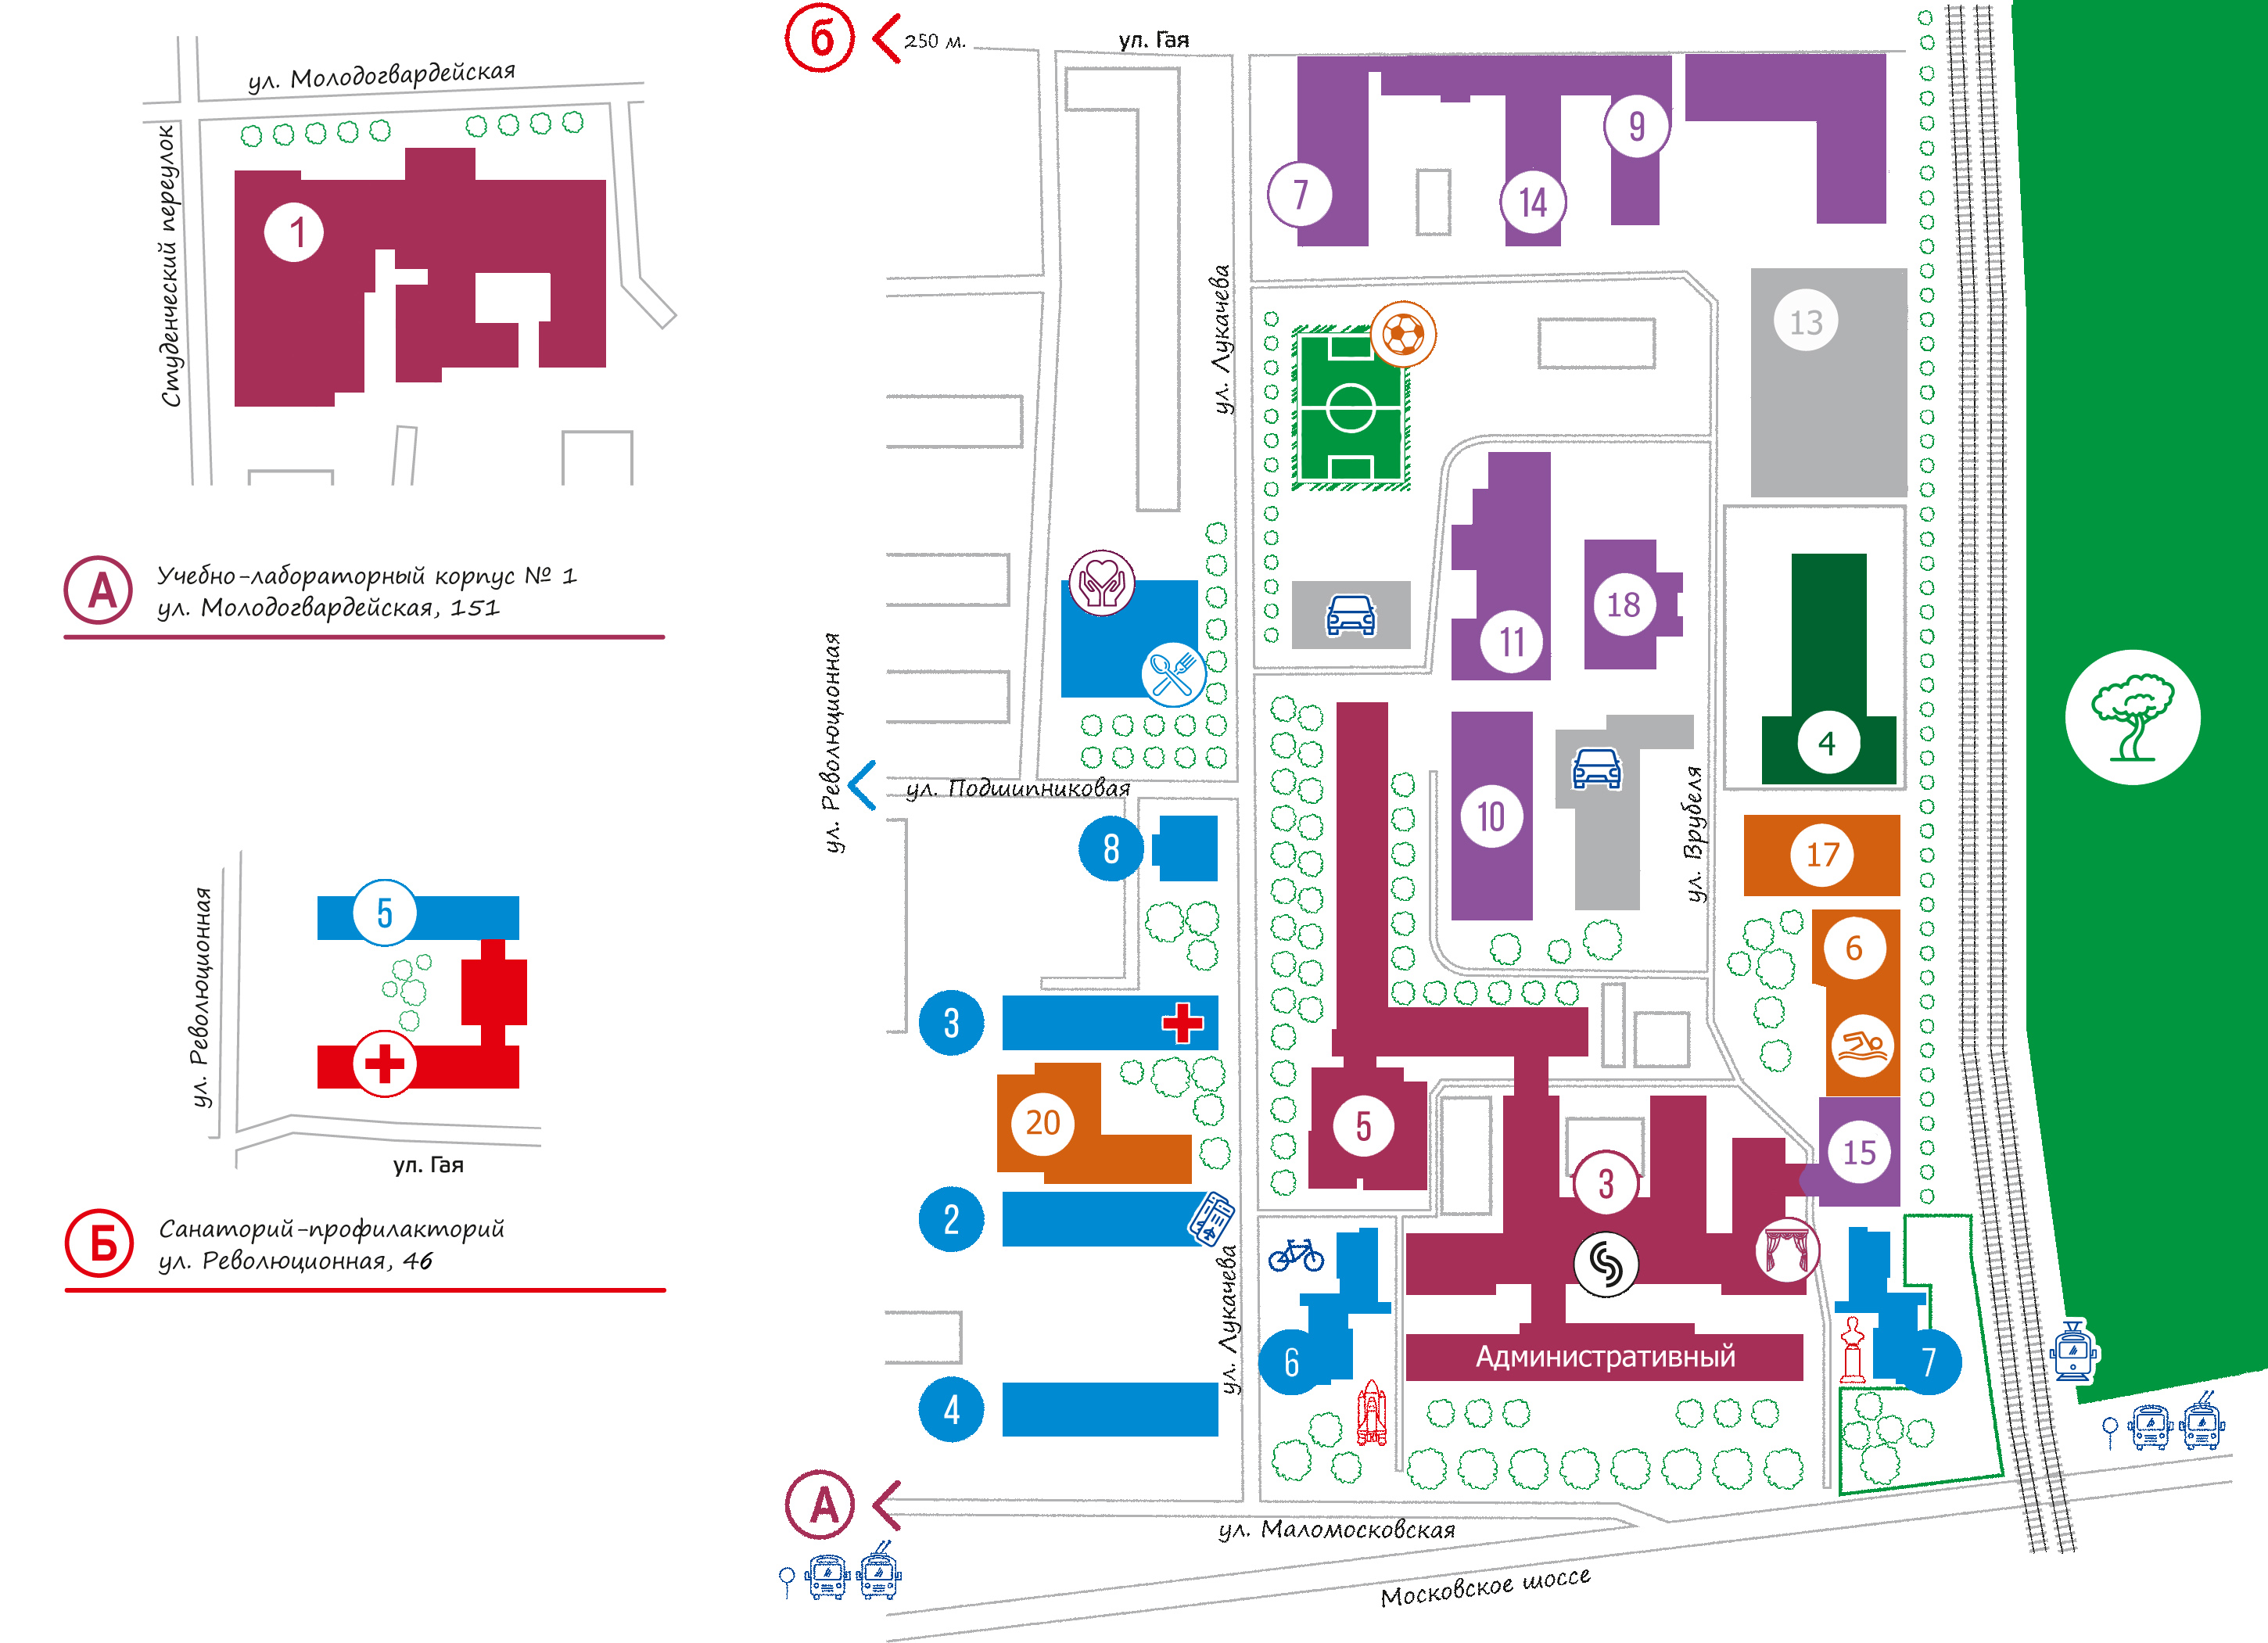 ул. Молодогвардейская
Студенческий переулок
1
А
Учебно-лабораторный корпус № 1
ул. Молодогвардейская, 151
ул. Революционная
5
ул. Гая
Б
Санаторий-профилакторий
ул. Революционная, 46
б
250 м.
ул. Гая
7
14
9
13
ул. Лукачева
11
18
4
ул. Революционная
ул. Подшипниковая
8
10
ул. Врубеля
17
6
3
20
5
3
15
2
ул. Лукачева
6
Административный
7
4
А
ул. Маломосковская
Московское шоссе